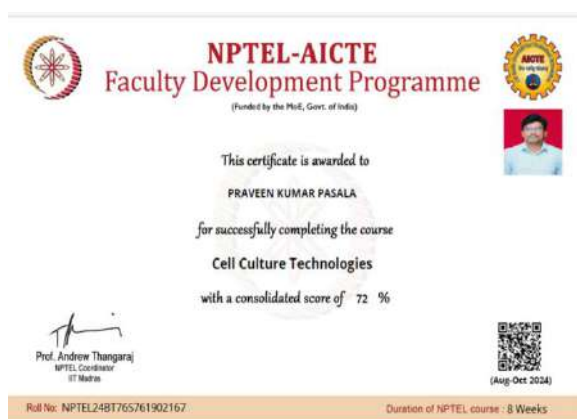 NPTEL-AICTE
Faculty Development Programme
(Funded by the MoE, Govt. of India)
AICTE
This certificate is awarded to
PRAVEEN KUMAR PASALA
for successfully completing the course
Cell Culture Technologies
with a consolidated score of 72 %
Prof. Andrew Thangaraj
NPTEL Coordinator
IIT Madras
(Aug-Oct 2024)
Roll No: NPTEL24BT76S761902167
Duration of NPTEL course : 8 Weeks